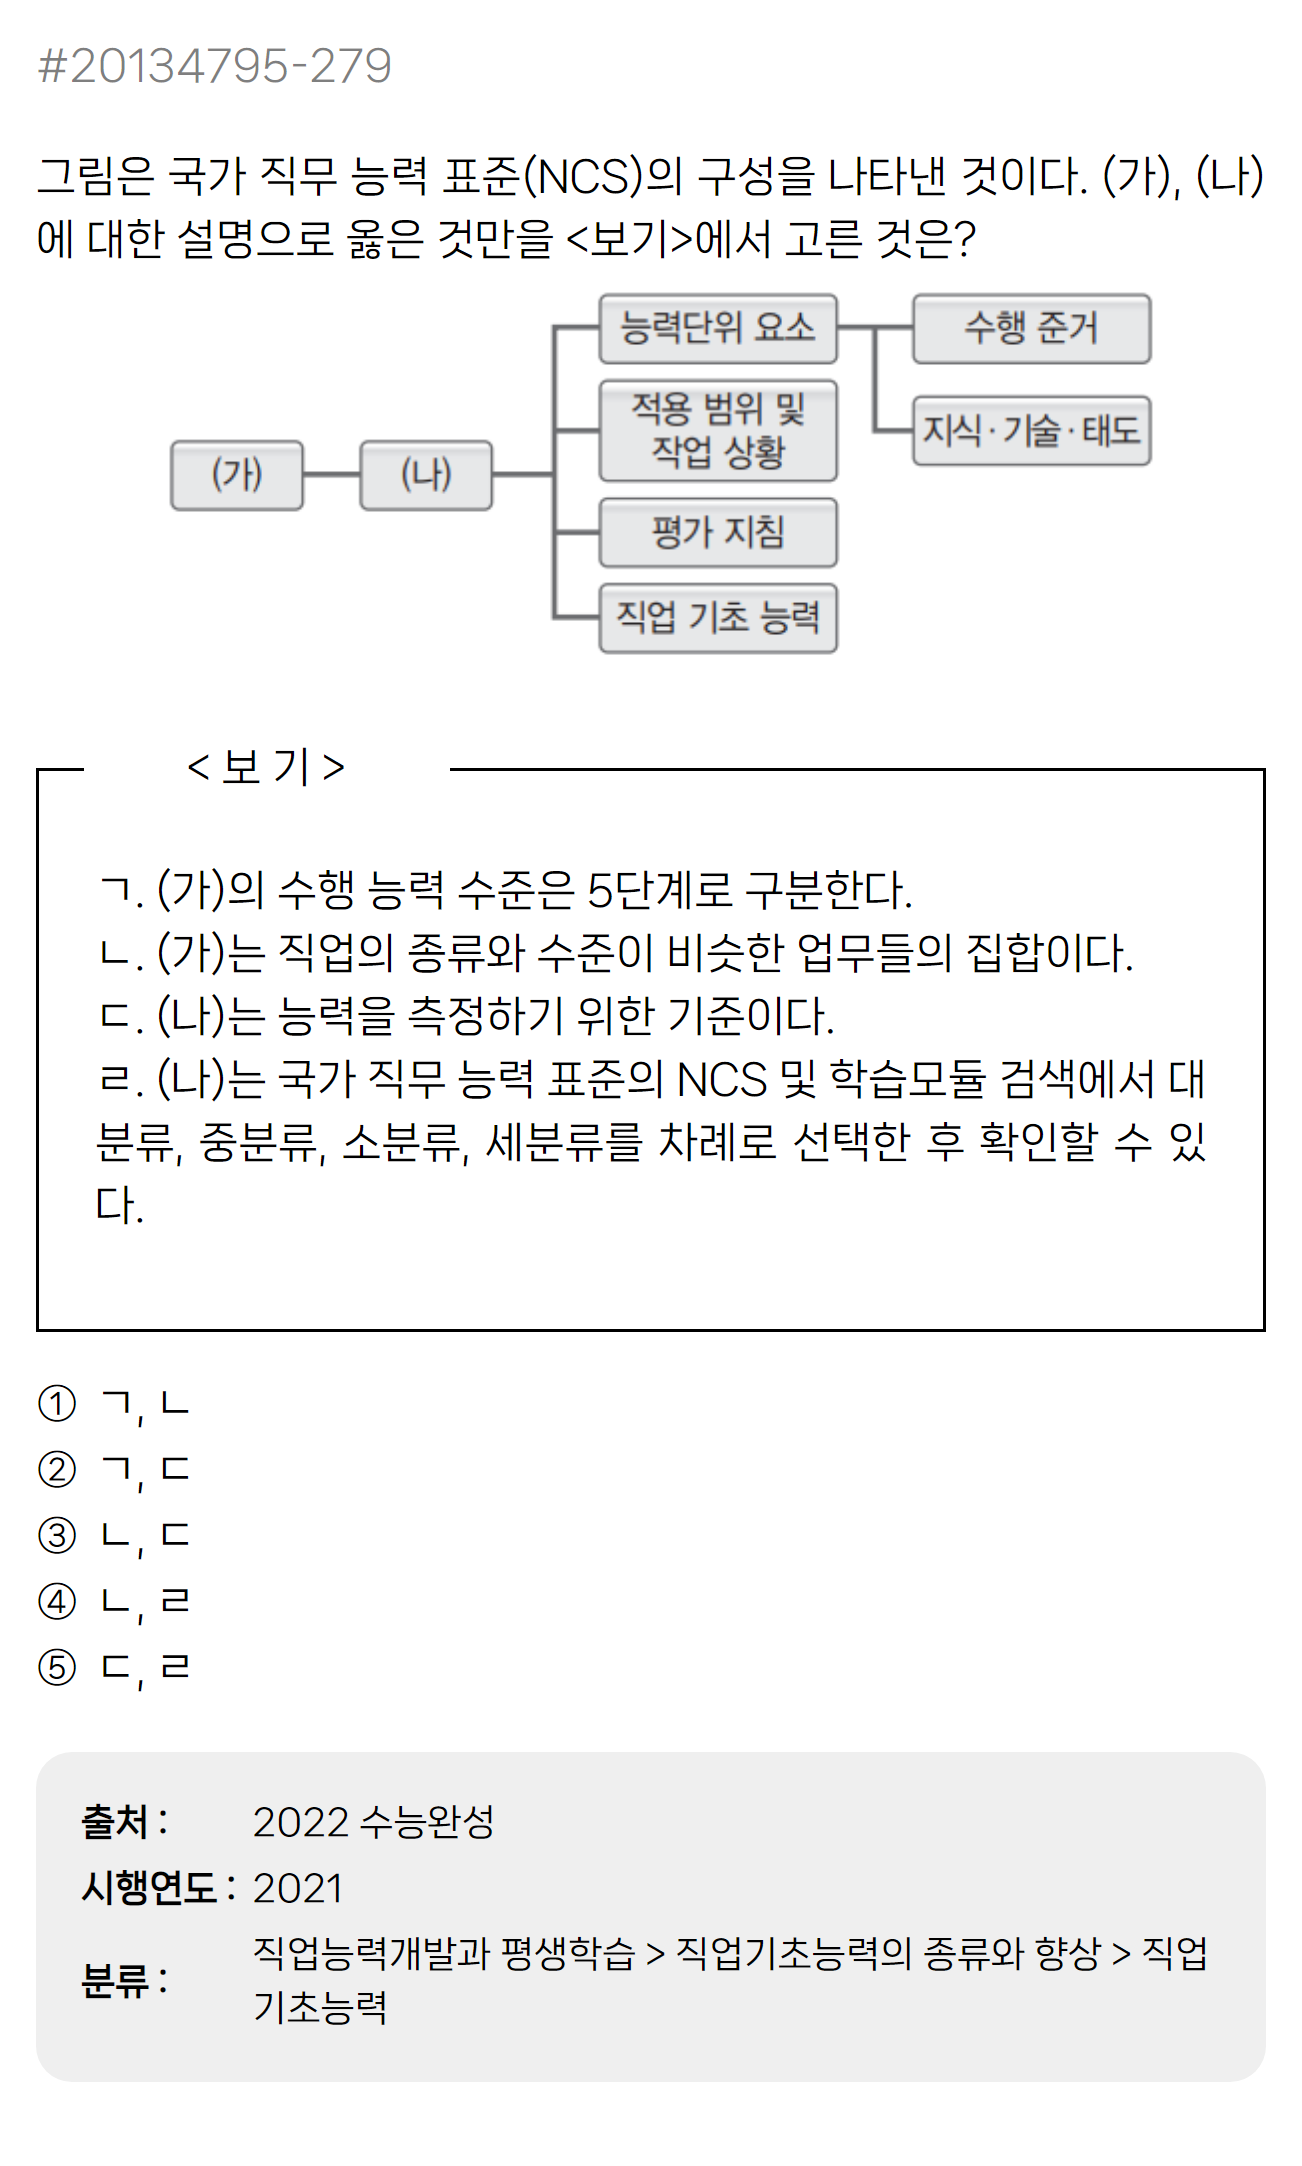 #20134795-279
그림은 국가 직무 능력 표준(NCS)의 구성을 나타낸 것이다. (가), (나)
에 대한 설명으로 옳은 것만을 <보기>에서 고른 것은?
(가)
(나)
능력단위 요소
적용 범위 및
작업 상황
평가 지침
직업 기초 능력
수행 준거
지식·기술·태도
< 보 기 >
ㄱ. (가)의 수행 능력 수준은 5단계로 구분한다.
ㄴ. (가)는 직업의 종류와 수준이 비슷한 업무들의 집합이다.
ㄷ. (나)는 능력을 측정하기 위한 기준이다.
ㄹ. (나)는 국가 직무 능력 표준의 NCS 및 학습모듈 검색에서 대
분류, 중분류, 소분류, 세분류를 차례로 선택한 후 확인할 수 있
다.
① ㄱ, ㄴ
② ㄱ, ㄷ
③ ㄴ, ㄷ
④ ㄴ, ㄹ
⑤ ㄷ, ㄹ
출처 : 2022 수능완성
시행연도 : 2021
분류 : 직업능력개발과 평생학습 > 직업기초능력의 종류와 향상 > 직업
기초능력